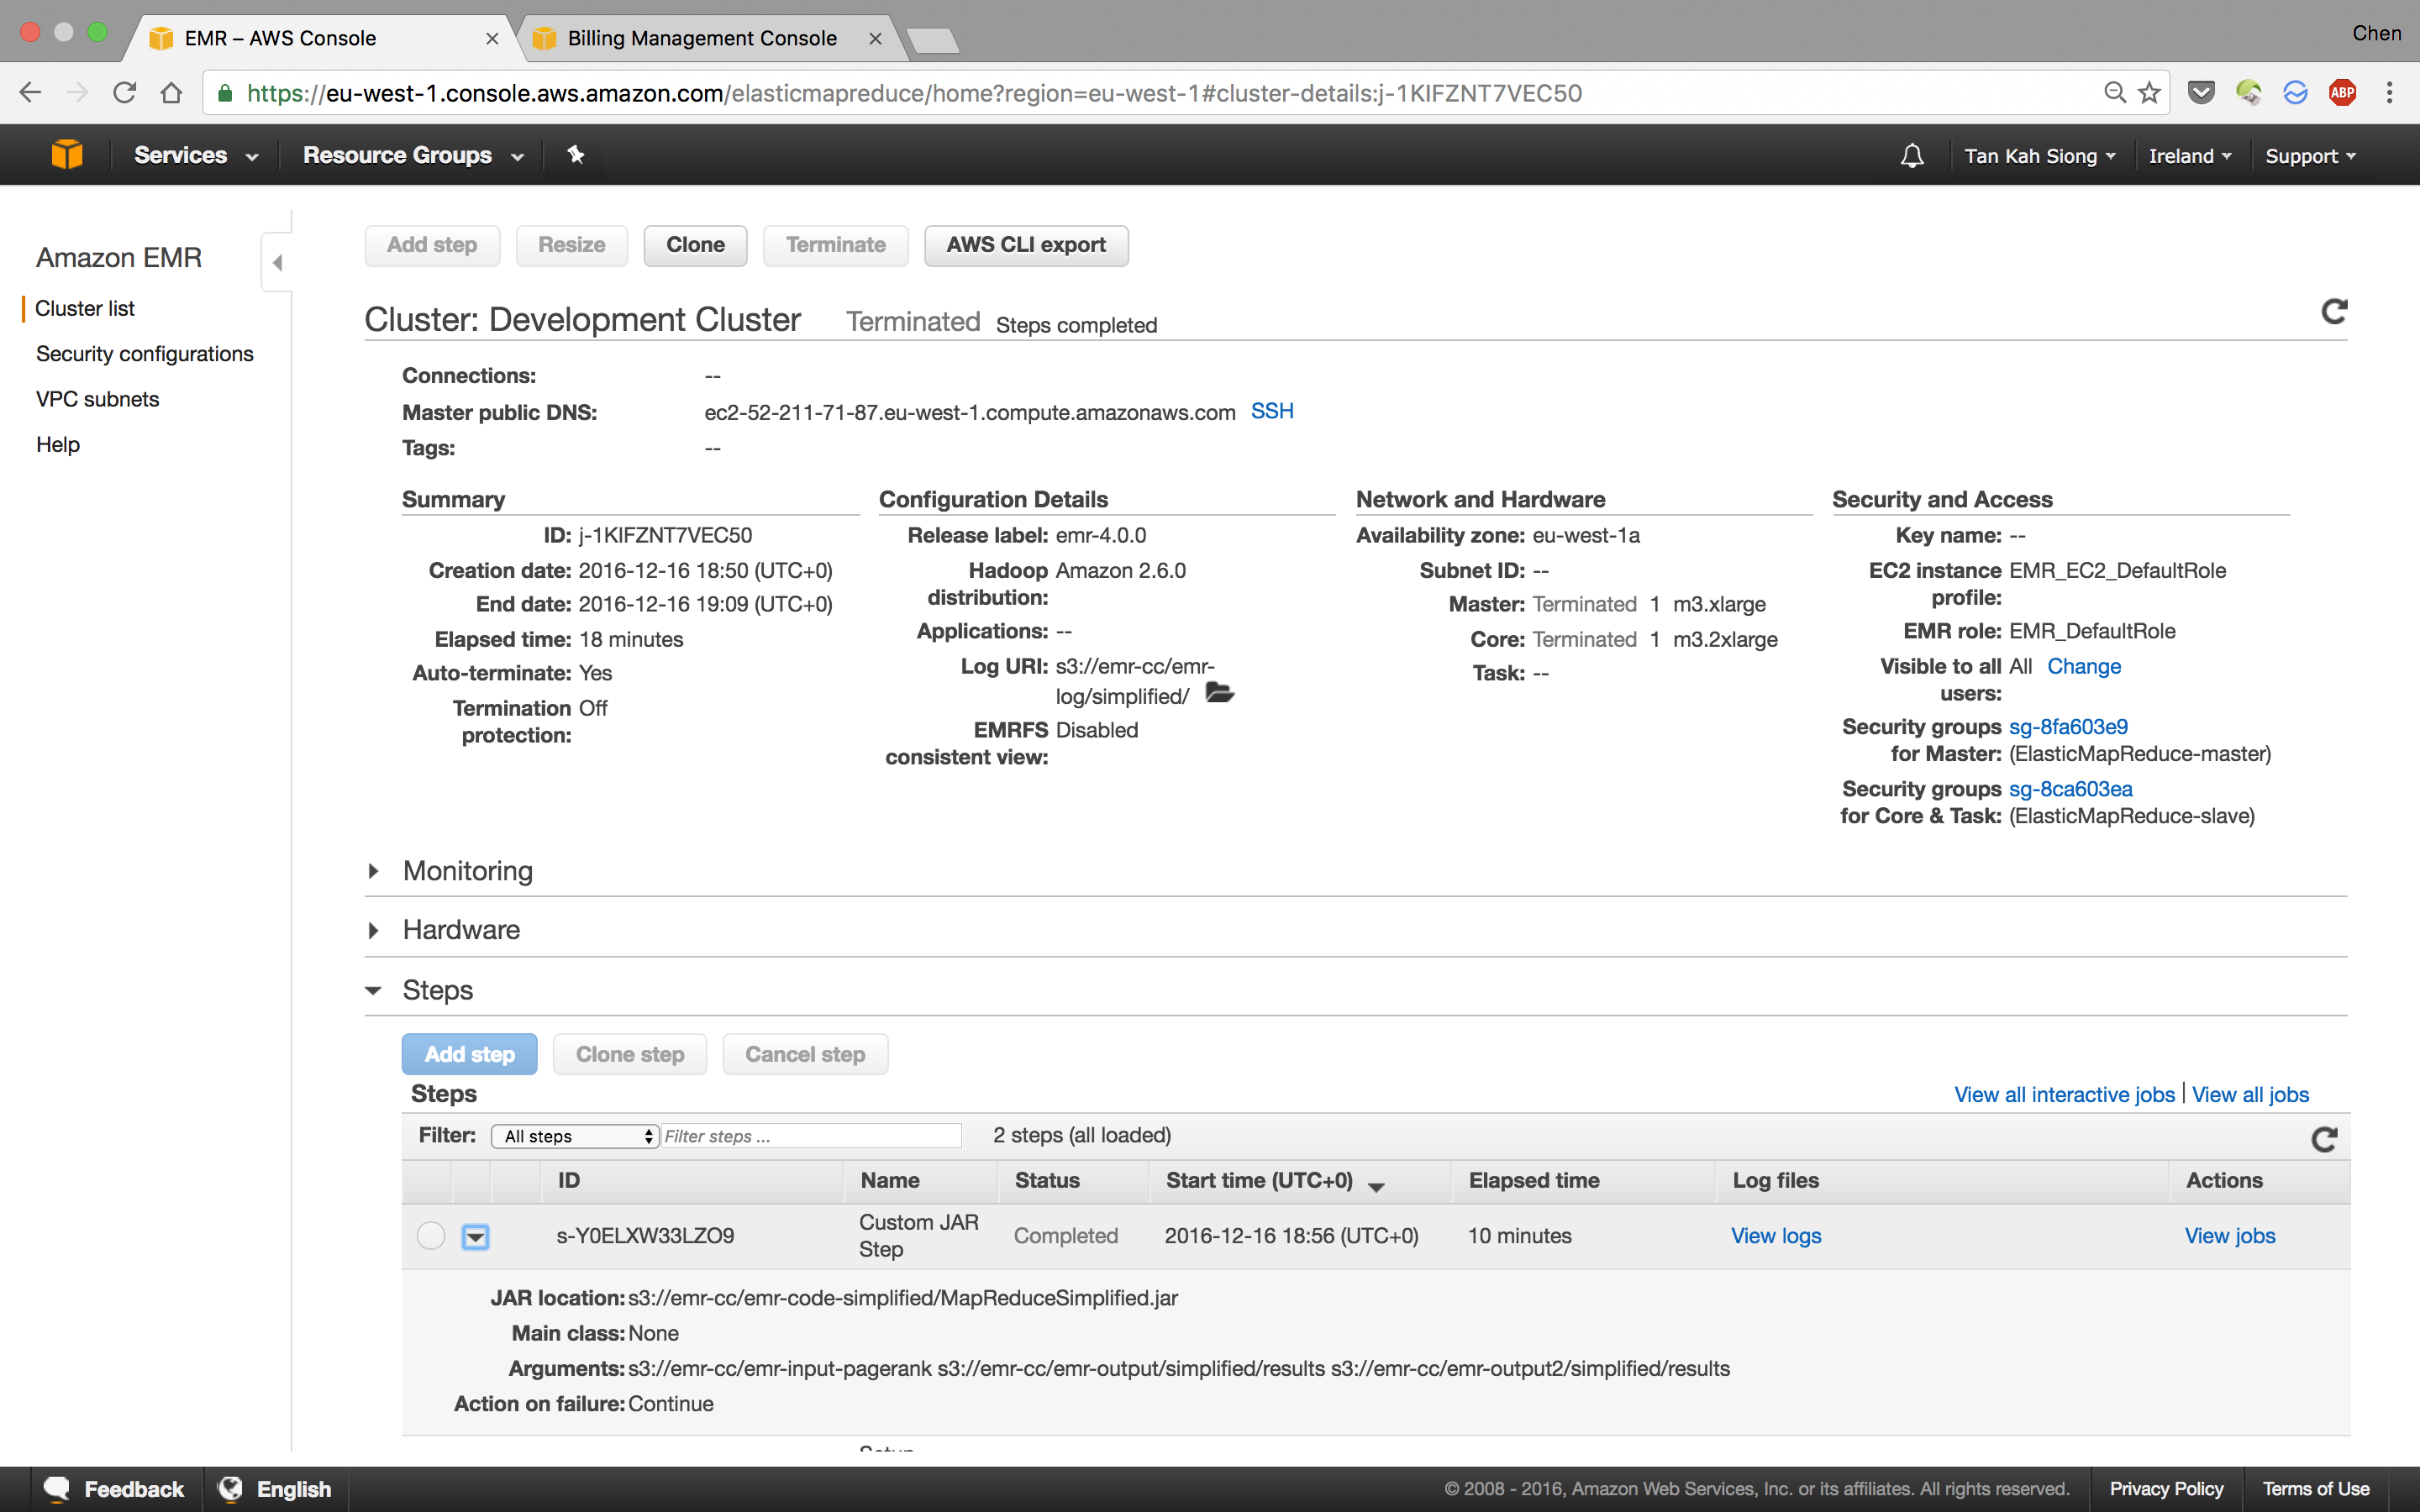 EMR – AWS Console
Billing Management Console
Chen
https://eu-west-1.console.aws.amazon.com/elasticmapreduce/home?region=eu-west-1#cluster-details:j-1KIFZNT7VEC50
ABP
Services
Resource Groups
Tan Kah Siong
Ireland
Support
Amazon EMR
Cluster list
Security configurations
VPC subnets
Help
Add step
Resize
Clone
Terminate
AWS CLI export
Cluster: Development Cluster Terminated Steps completed
Connections: --
Master public DNS: ec2-52-211-71-87.eu-west-1.compute.amazonaws.com SSH
Tags: --
Summary
ID: j-1KIFZNT7VEC50
Creation date: 2016-12-16 18:50 (UTC+0)
End date: 2016-12-16 19:09 (UTC+0)
Elapsed time: 18 minutes
Auto-terminate: Yes
Termination Off
protection:
Configuration Details
Release label: emr-4.0.0
Hadoop Amazon 2.6.0
distribution:
Applications: --
Log URI: s3://emr-cc/emr-
log/simplified/
EMRFS Disabled
consistent view:
Network and Hardware
Availability zone: eu-west-1a
Subnet ID: --
Master: Terminated 1 m3.xlarge
Core: Terminated 1 m3.2xlarge
Task: --
Security and Access
Key name: --
EC2 instance EMR_EC2_DefaultRole
profile:
EMR role: EMR_DefaultRole
Visible to all All Change
users:
Security groups sg-8fa603e9
for Master: (ElasticMapReduce-master)
Security groups sg-8ca603ea
for Core & Task: (ElasticMapReduce-slave)
Monitoring
Hardware
Steps
Add step
Clone step
Cancel step
Steps
View all interactive jobs | View all jobs
Filter: All steps Filter steps ... 2 steps (all loaded)
ID Name Status Start time (UTC+0) Elapsed time Log files Actions
s-Y0ELXW33LZO9 Custom JAR Completed 2016-12-16 18:56 (UTC+0) 10 minutes View logs View jobs
Step
JAR location: s3://emr-cc/emr-code-simplified/MapReduceSimplified.jar
Main class: None
Arguments: s3://emr-cc/emr-input-pagerank s3://emr-cc/emr-output/simplified/results s3://emr-cc/emr-output2/simplified/results
Action on failure: Continue
Feedback
English
© 2008 - 2016, Amazon Web Services, Inc. or its affiliates. All rights reserved.
Privacy Policy
Terms of Use